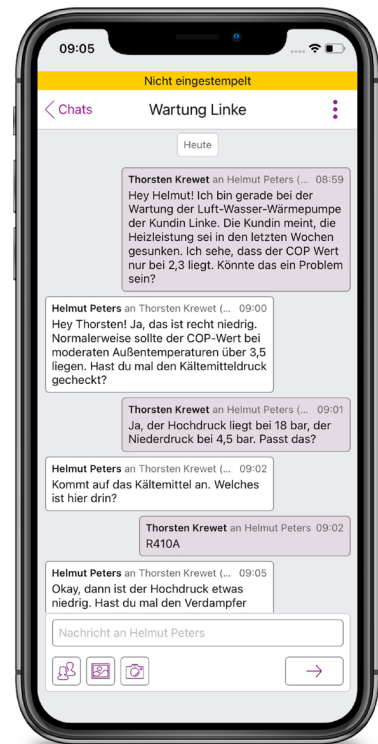 09:05
Nicht eingestempelt
Chats
Wartung Linke
Heute
Thorsten Krewet an Helmut Peters (... 08:59
Hey Helmut! Ich bin gerade bei der
Wartung der Luft-Wasser-Wärmepumpe
der Kundin Linke. Die Kundin meint, die
Heizleistung sei in den letzten Wochen
gesunken. Ich sehe, dass der COP Wert
nur bei 2,3 liegt. Könnte das ein Problem
sein?
Helmut Peters an Thorsten Krewet (... 09:00
Hey Thorsten! Ja, das ist recht niedrig.
Normalerweise sollte der COP-Wert bei
moderaten Außentemperaturen über 3,5
liegen. Hast du mal den Kältemitteldruck
gecheckt?
Thorsten Krewet an Helmut Peters (... 09:01
Ja, der Hochdruck liegt bei 18 bar, der
Niederdruck bei 4,5 bar. Passt das?
Helmut Peters an Thorsten Krewet (... 09:02
Kommt auf das Kältemittel an. Welches
ist hier drin?
Thorsten Krewet an Helmut Peters 09:02
R410A
Helmut Peters an Thorsten Krewet (... 09:05
Okay, dann ist der Hochdruck etwas
niedrig. Hast du mal den Verdampfer
Nachricht an Helmut Peters